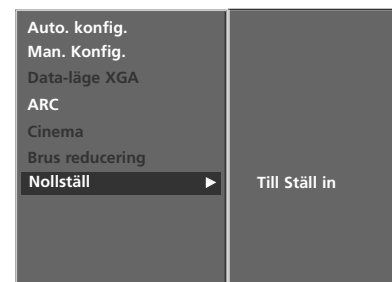 Auto. konfig.
Man. Konfig.
Data-läge XGA
ARC
Cinema
Brus reducering
Nollställ ▶ Till Ställ in